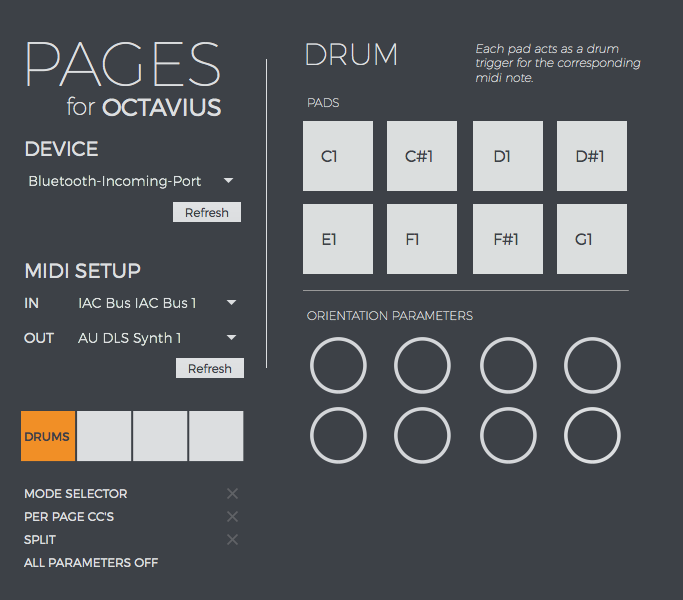 PAGES
for OCTAVIUS
DEVICE
Bluetooth-Incoming-Port
Refresh
MIDI SETUP
IN IAC Bus IAC Bus 1
OUT AU DLS Synth 1
Refresh
DRUMS
MODE SELECTOR
PER PAGE CC'S
SPLIT
ALL PARAMETERS OFF
DRUM
Each pad acts as a drum
trigger for the corresponding
midi note.
PADS
C1 C#1 D1 D#1
E1 F1 F#1 G1
ORIENTATION PARAMETERS